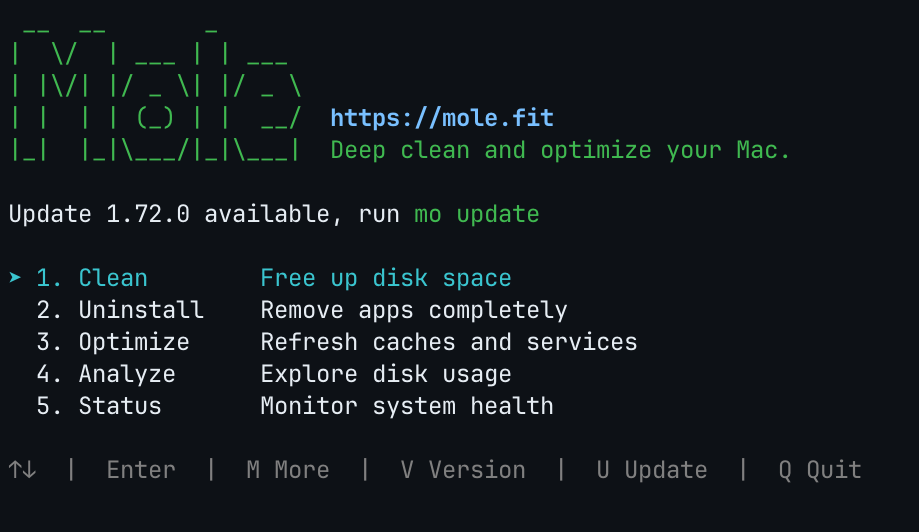 Mole
https://mole.fit
Deep clean and optimize your Mac.
Update 1.72.0 available, run mo update
➤ 1. Clean Free up disk space
2. Uninstall Remove apps completely
3. Optimize Refresh caches and services
4. Analyze Explore disk usage
5. Status Monitor system health
↑↓ | Enter | M More | V Version | U Update | Q Quit